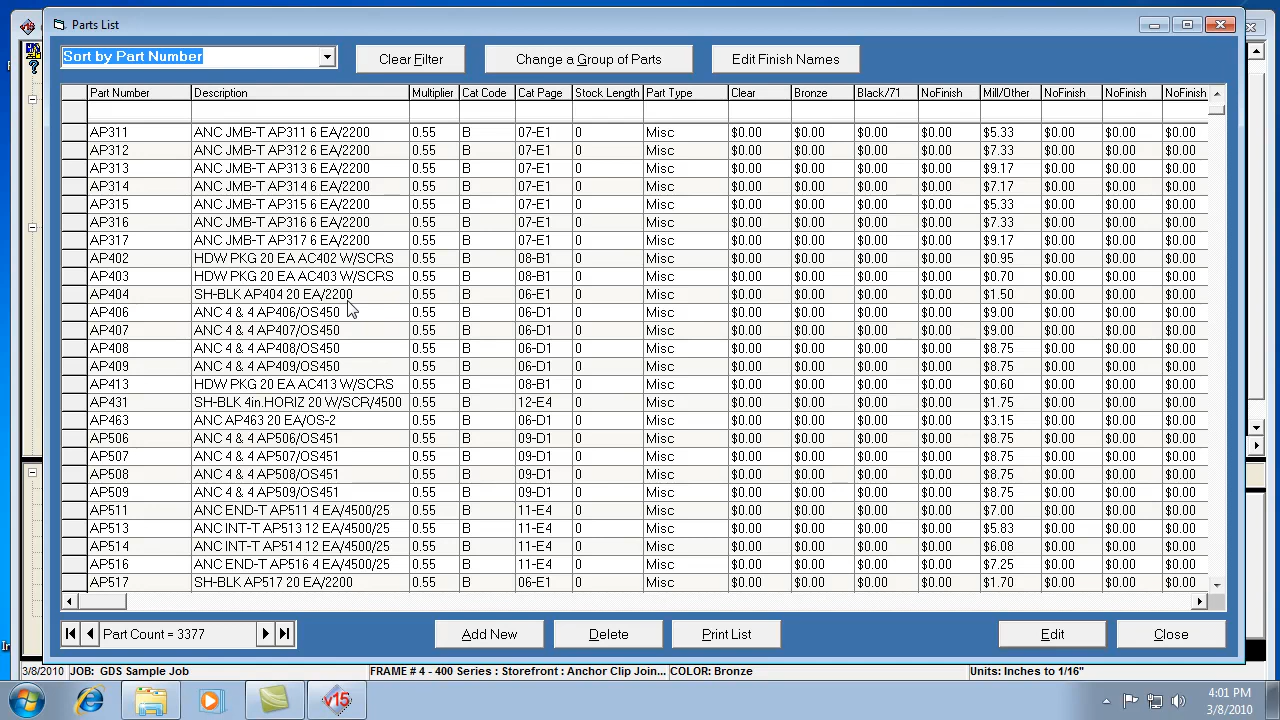 Parts List
Sort by Part Number Clear Filter Change a Group of Parts Edit Finish Names
Part Number Description Multiplier Cat Code Cat Page Stock Length Part Type Clear Bronze Black/71 NoFinish Mill/Other NoFinish NoFinish NoFinish
AP311 ANC JMB-T AP311 6 EA/2200 0.55 B 07-E1 0 Misc $0.00 $0.00 $0.00 $0.00 $5.33 $0.00 $0.00 $0.00
AP312 ANC JMB-T AP312 6 EA/2200 0.55 B 07-E1 0 Misc $0.00 $0.00 $0.00 $0.00 $7.33 $0.00 $0.00 $0.00
AP313 ANC JMB-T AP313 6 EA/2200 0.55 B 07-E1 0 Misc $0.00 $0.00 $0.00 $0.00 $9.17 $0.00 $0.00 $0.00
AP314 ANC JMB-T AP314 6 EA/2200 0.55 B 07-E1 0 Misc $0.00 $0.00 $0.00 $0.00 $7.17 $0.00 $0.00 $0.00
AP315 ANC JMB-T AP315 6 EA/2200 0.55 B 07-E1 0 Misc $0.00 $0.00 $0.00 $0.00 $5.33 $0.00 $0.00 $0.00
AP316 ANC JMB-T AP316 6 EA/2200 0.55 B 07-E1 0 Misc $0.00 $0.00 $0.00 $0.00 $7.33 $0.00 $0.00 $0.00
AP317 ANC JMB-T AP317 6 EA/2200 0.55 B 07-E1 0 Misc $0.00 $0.00 $0.00 $0.00 $9.17 $0.00 $0.00 $0.00
AP402 HDW PKG 20 EA AC402 W/SCRS 0.55 B 08-B1 0 Misc $0.00 $0.00 $0.00 $0.00 $0.95 $0.00 $0.00 $0.00
AP403 HDW PKG 20 EA AC403 W/SCRS 0.55 B 08-B1 0 Misc $0.00 $0.00 $0.00 $0.00 $0.70 $0.00 $0.00 $0.00
AP404 SH-BLK AP404 20 EA/2200 0.55 B 06-E1 0 Misc $0.00 $0.00 $0.00 $0.00 $1.50 $0.00 $0.00 $0.00
AP406 ANC 4 & 4 AP406/OS450 0.55 B 06-D1 0 Misc $0.00 $0.00 $0.00 $0.00 $9.00 $0.00 $0.00 $0.00
AP407 ANC 4 & 4 AP407/OS450 0.55 B 06-D1 0 Misc $0.00 $0.00 $0.00 $0.00 $9.00 $0.00 $0.00 $0.00
AP408 ANC 4 & 4 AP408/OS450 0.55 B 06-D1 0 Misc $0.00 $0.00 $0.00 $0.00 $8.75 $0.00 $0.00 $0.00
AP409 ANC 4 & 4 AP409/OS450 0.55 B 06-D1 0 Misc $0.00 $0.00 $0.00 $0.00 $8.75 $0.00 $0.00 $0.00
AP413 HDW PKG 20 EA AC413 W/SCRS 0.55 B 08-B1 0 Misc $0.00 $0.00 $0.00 $0.00 $0.60 $0.00 $0.00 $0.00
AP431 SH-BLK 4in.HORIZ 20 W/SCR/4500 0.55 B 12-E4 0 Misc $0.00 $0.00 $0.00 $0.00 $1.75 $0.00 $0.00 $0.00
AP463 ANC AP463 20 EA/OS-2 0.55 B 06-D1 0 Misc $0.00 $0.00 $0.00 $0.00 $3.15 $0.00 $0.00 $0.00
AP506 ANC 4 & 4 AP506/OS451 0.55 B 09-D1 0 Misc $0.00 $0.00 $0.00 $0.00 $8.75 $0.00 $0.00 $0.00
AP507 ANC 4 & 4 AP507/OS451 0.55 B 09-D1 0 Misc $0.00 $0.00 $0.00 $0.00 $8.75 $0.00 $0.00 $0.00
AP508 ANC 4 & 4 AP508/OS451 0.55 B 09-D1 0 Misc $0.00 $0.00 $0.00 $0.00 $8.75 $0.00 $0.00 $0.00
AP509 ANC 4 & 4 AP509/OS451 0.55 B 09-D1 0 Misc $0.00 $0.00 $0.00 $0.00 $8.75 $0.00 $0.00 $0.00
AP511 ANC END-T AP511 4 EA/4500/25 0.55 B 11-E4 0 Misc $0.00 $0.00 $0.00 $0.00 $7.00 $0.00 $0.00 $0.00
AP513 ANC INT-T AP513 12 EA/4500/25 0.55 B 11-E4 0 Misc $0.00 $0.00 $0.00 $0.00 $5.83 $0.00 $0.00 $0.00
AP514 ANC INT-T AP514 12 EA/4500/25 0.55 B 11-E4 0 Misc $0.00 $0.00 $0.00 $0.00 $6.08 $0.00 $0.00 $0.00
AP516 ANC END-T AP516 4 EA/4500/25 0.55 B 11-E4 0 Misc $0.00 $0.00 $0.00 $0.00 $7.25 $0.00 $0.00 $0.00
AP517 SH-BLK AP517 20 EA/2200 0.55 B 06-E1 0 Misc $0.00 $0.00 $0.00 $0.00 $1.70 $0.00 $0.00 $0.00
Part Count = 3377 Add New Delete Print List Edit Close
3/8/2010 JOB: GDS Sample Job FRAME # 4 - 400 Series : Storefront : Anchor Clip Join... COLOR: Bronze Units: Inches to 1/16"
v15 4:01 PM
3/8/2010